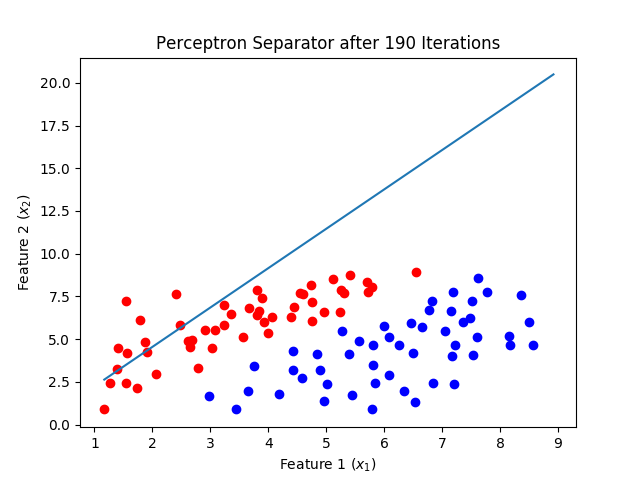 Perceptron Separator after 190 Iterations
Feature 2 (x₂)
20.0
17.5
15.0
12.5
10.0
7.5
5.0
2.5
0.0
1 2 3 4 5 6 7 8 9
Feature 1 (x₁)